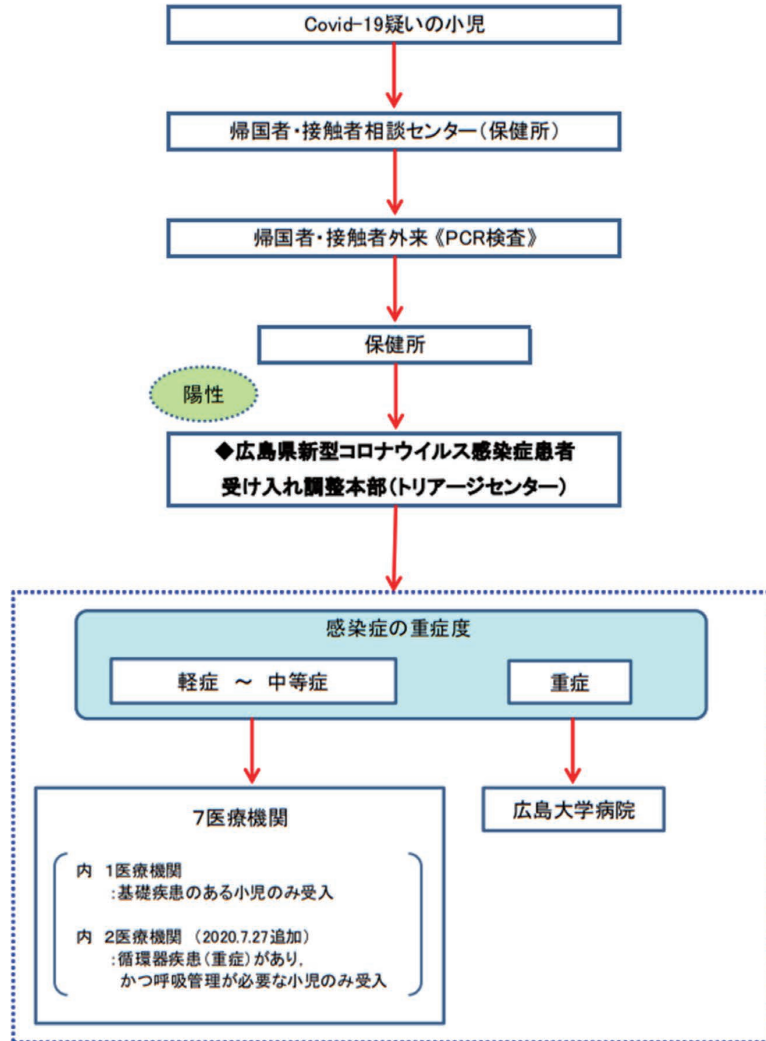 Covid-19疑いの小児
帰国者・接触者相談センター(保健所)
帰国者・接触者外来《PCR検査》
保健所
陽性
◆広島県新型コロナウイルス感染症患者
受け入れ調整本部(トリアージセンター)
感染症の重症度
軽症 ～ 中等症
重症
7医療機関
広島大学病院
内 1医療機関
:基礎疾患のある小児のみ受入
内 2医療機関 (2020.7.27追加)
:循環器疾患(重症)があり,
かつ呼吸管理が必要な小児のみ受入